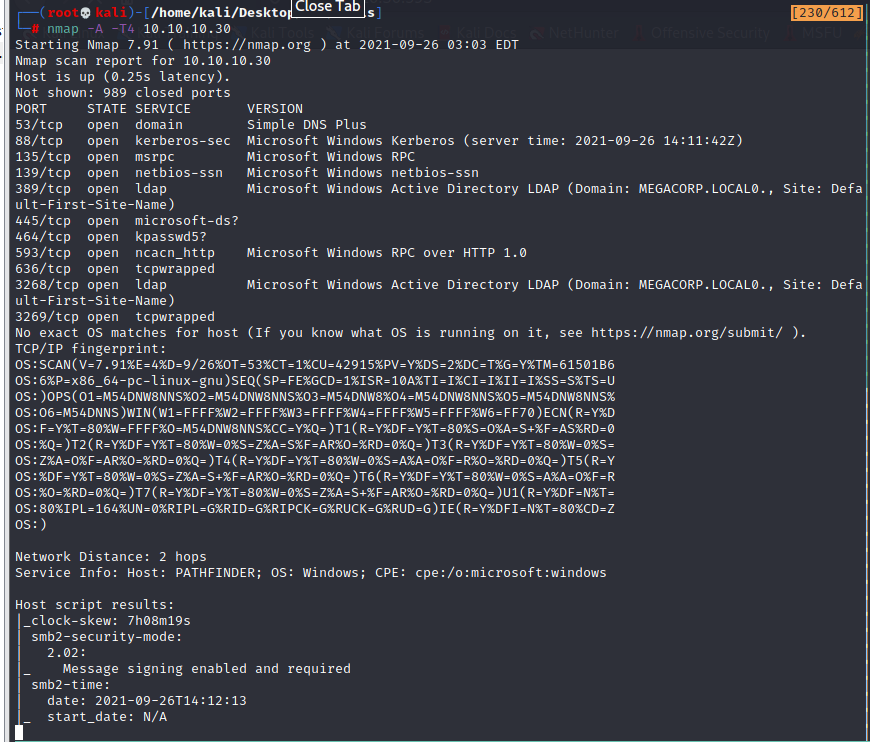 Close Tab
┌──(root💀kali)-[/home/kali/Desktop s]
[230/612]
└─# nmap -A -T4 10.10.10.30
Kali Tools Kali Forums Kali Docs NetHunter Offensive Security MSFU
Starting Nmap 7.91 ( https://nmap.org ) at 2021-09-26 03:03 EDT
Nmap scan report for 10.10.10.30
Host is up (0.25s latency).
Not shown: 989 closed ports
PORT     STATE SERVICE      VERSION
53/tcp   open  domain       Simple DNS Plus
88/tcp   open  kerberos-sec Microsoft Windows Kerberos (server time: 2021-09-26 14:11:42Z)
135/tcp  open  msrpc        Microsoft Windows RPC
139/tcp  open  netbios-ssn  Microsoft Windows netbios-ssn
389/tcp  open  ldap         Microsoft Windows Active Directory LDAP (Domain: MEGACORP.LOCAL0., Site: Defa
ult-First-Site-Name)
445/tcp  open  microsoft-ds?
464/tcp  open  kpasswd5?
593/tcp  open  ncacn_http   Microsoft Windows RPC over HTTP 1.0
636/tcp  open  tcpwrapped
3268/tcp open  ldap         Microsoft Windows Active Directory LDAP (Domain: MEGACORP.LOCAL0., Site: Defa
ult-First-Site-Name)
3269/tcp open  tcpwrapped
No exact OS matches for host (If you know what OS is running on it, see https://nmap.org/submit/ ).
TCP/IP fingerprint:
OS:SCAN(V=7.91%E=4%D=9/26%OT=53%CT=1%CU=42915%PV=Y%DS=2%DC=T%G=Y%TM=61501B6
OS:6%P=x86_64-pc-linux-gnu)SEQ(SP=FE%GCD=1%ISR=10A%TI=I%CI=I%II=I%SS=S%TS=U
OS:)OPS(O1=M54DNW8NNS%O2=M54DNW8NNS%O3=M54DNW8%O4=M54DNW8NNS%O5=M54DNW8NNS%
OS:O6=M54DNNS)WIN(W1=FFFF%W2=FFFF%W3=FFFF%W4=FFFF%W5=FFFF%W6=FF70)ECN(R=Y%D
OS:F=Y%T=80%W=FFFF%O=M54DNW8NNS%CC=Y%Q=)T1(R=Y%DF=Y%T=80%S=O%A=S+%F=AS%RD=0
OS:%Q=)T2(R=Y%DF=Y%T=80%W=0%S=Z%A=S%F=AR%O=%RD=0%Q=)T3(R=Y%DF=Y%T=80%W=0%S=
OS:Z%A=O%F=AR%O=%RD=0%Q=)T4(R=Y%DF=Y%T=80%W=0%S=A%A=O%F=R%O=%RD=0%Q=)T5(R=Y
OS:%DF=Y%T=80%W=0%S=Z%A=S+%F=AR%O=%RD=0%Q=)T6(R=Y%DF=Y%T=80%W=0%S=A%A=O%F=R
OS:%O=%RD=0%Q=)T7(R=Y%DF=Y%T=80%W=0%S=Z%A=S+%F=AR%O=%RD=0%Q=)U1(R=Y%DF=N%T=
OS:80%IPL=164%UN=0%RIPL=G%RID=G%RIPCK=G%RUCK=G%RUD=G)IE(R=Y%DFI=N%T=80%CD=Z
OS:)
Network Distance: 2 hops
Service Info: Host: PATHFINDER; OS: Windows; CPE: cpe:/o:microsoft:windows
Host script results:
|_clock-skew: 7h08m19s
| smb2-security-mode:
|   2.02:
|_    Message signing enabled and required
| smb2-time:
|   date: 2021-09-26T14:12:13
|_  start_date: N/A